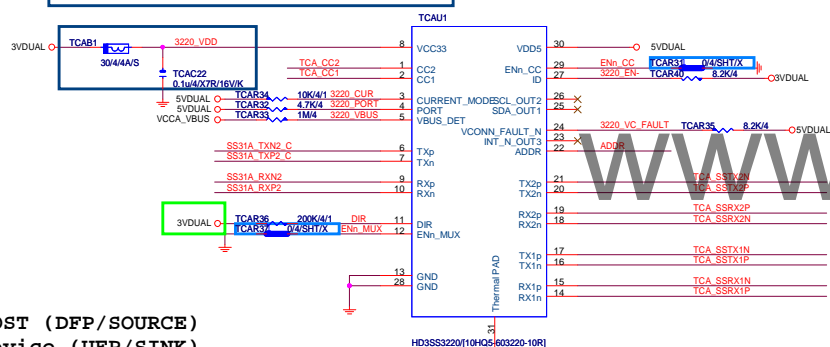 TCAU1
3VDUAL TCAB1 3220_VDD 8 VCC33 VDD5 30 5VDUAL
30/4/4A/S
TCA_CC2 1 CC2 ENn_CC 29 ENn_CC TCAR31 0/4/SHT/X
TCA_CC1 2 CC1 ID 27 3220_EN- TCAR40 8.2K/4 3VDUAL
TCAC22
0.1u/4/X7R/16V/K
5VDUAL TCAR34 10K/4/1 3220_CUR 3 CURRENT_MODE SCL_OUT2 26
5VDUAL TCAR32 4.7K/4 3220_PORT 4 PORT SDA_OUT1 25
VCCA_VBUS TCAR33 1M/4 3220_VBUS 5 VBUS_DET
VCONN_FAULT_N 24 3220_VC_FAULT TCAR35 8.2K/4 5VDUAL
INT_N_OUT3 23
ADDR 22 ADDR
SS31A_TXN2_C 6 TXp
SS31A_TXP2_C 7 TXn
SS31A_RXN2 9 RXp TX2p 21 TCA_SSTX2N
SS31A_RXP2 10 RXn TX2n 20 TCA_SSTX2P
RX2p 19 TCA_SSRX2P
3VDUAL TCAR36 200K/4/1 DIR 11 DIR RX2n 18 TCA_SSRX2N
TCAR37 0/4/SHT/X ENn_MUX 12 ENn_MUX
TX1p 17 TCA_SSTX1N
TX1n 16 TCA_SSTX1P
13 GND
28 GND RX1p 15 TCA_SSRX1N
RX1n 14 TCA_SSRX1P
Thermal PAD
31
HD3SS3220/[10HQ5-603220-10R]
OST (DFP/SOURCE)
evice (UFP/SINK)
WWW